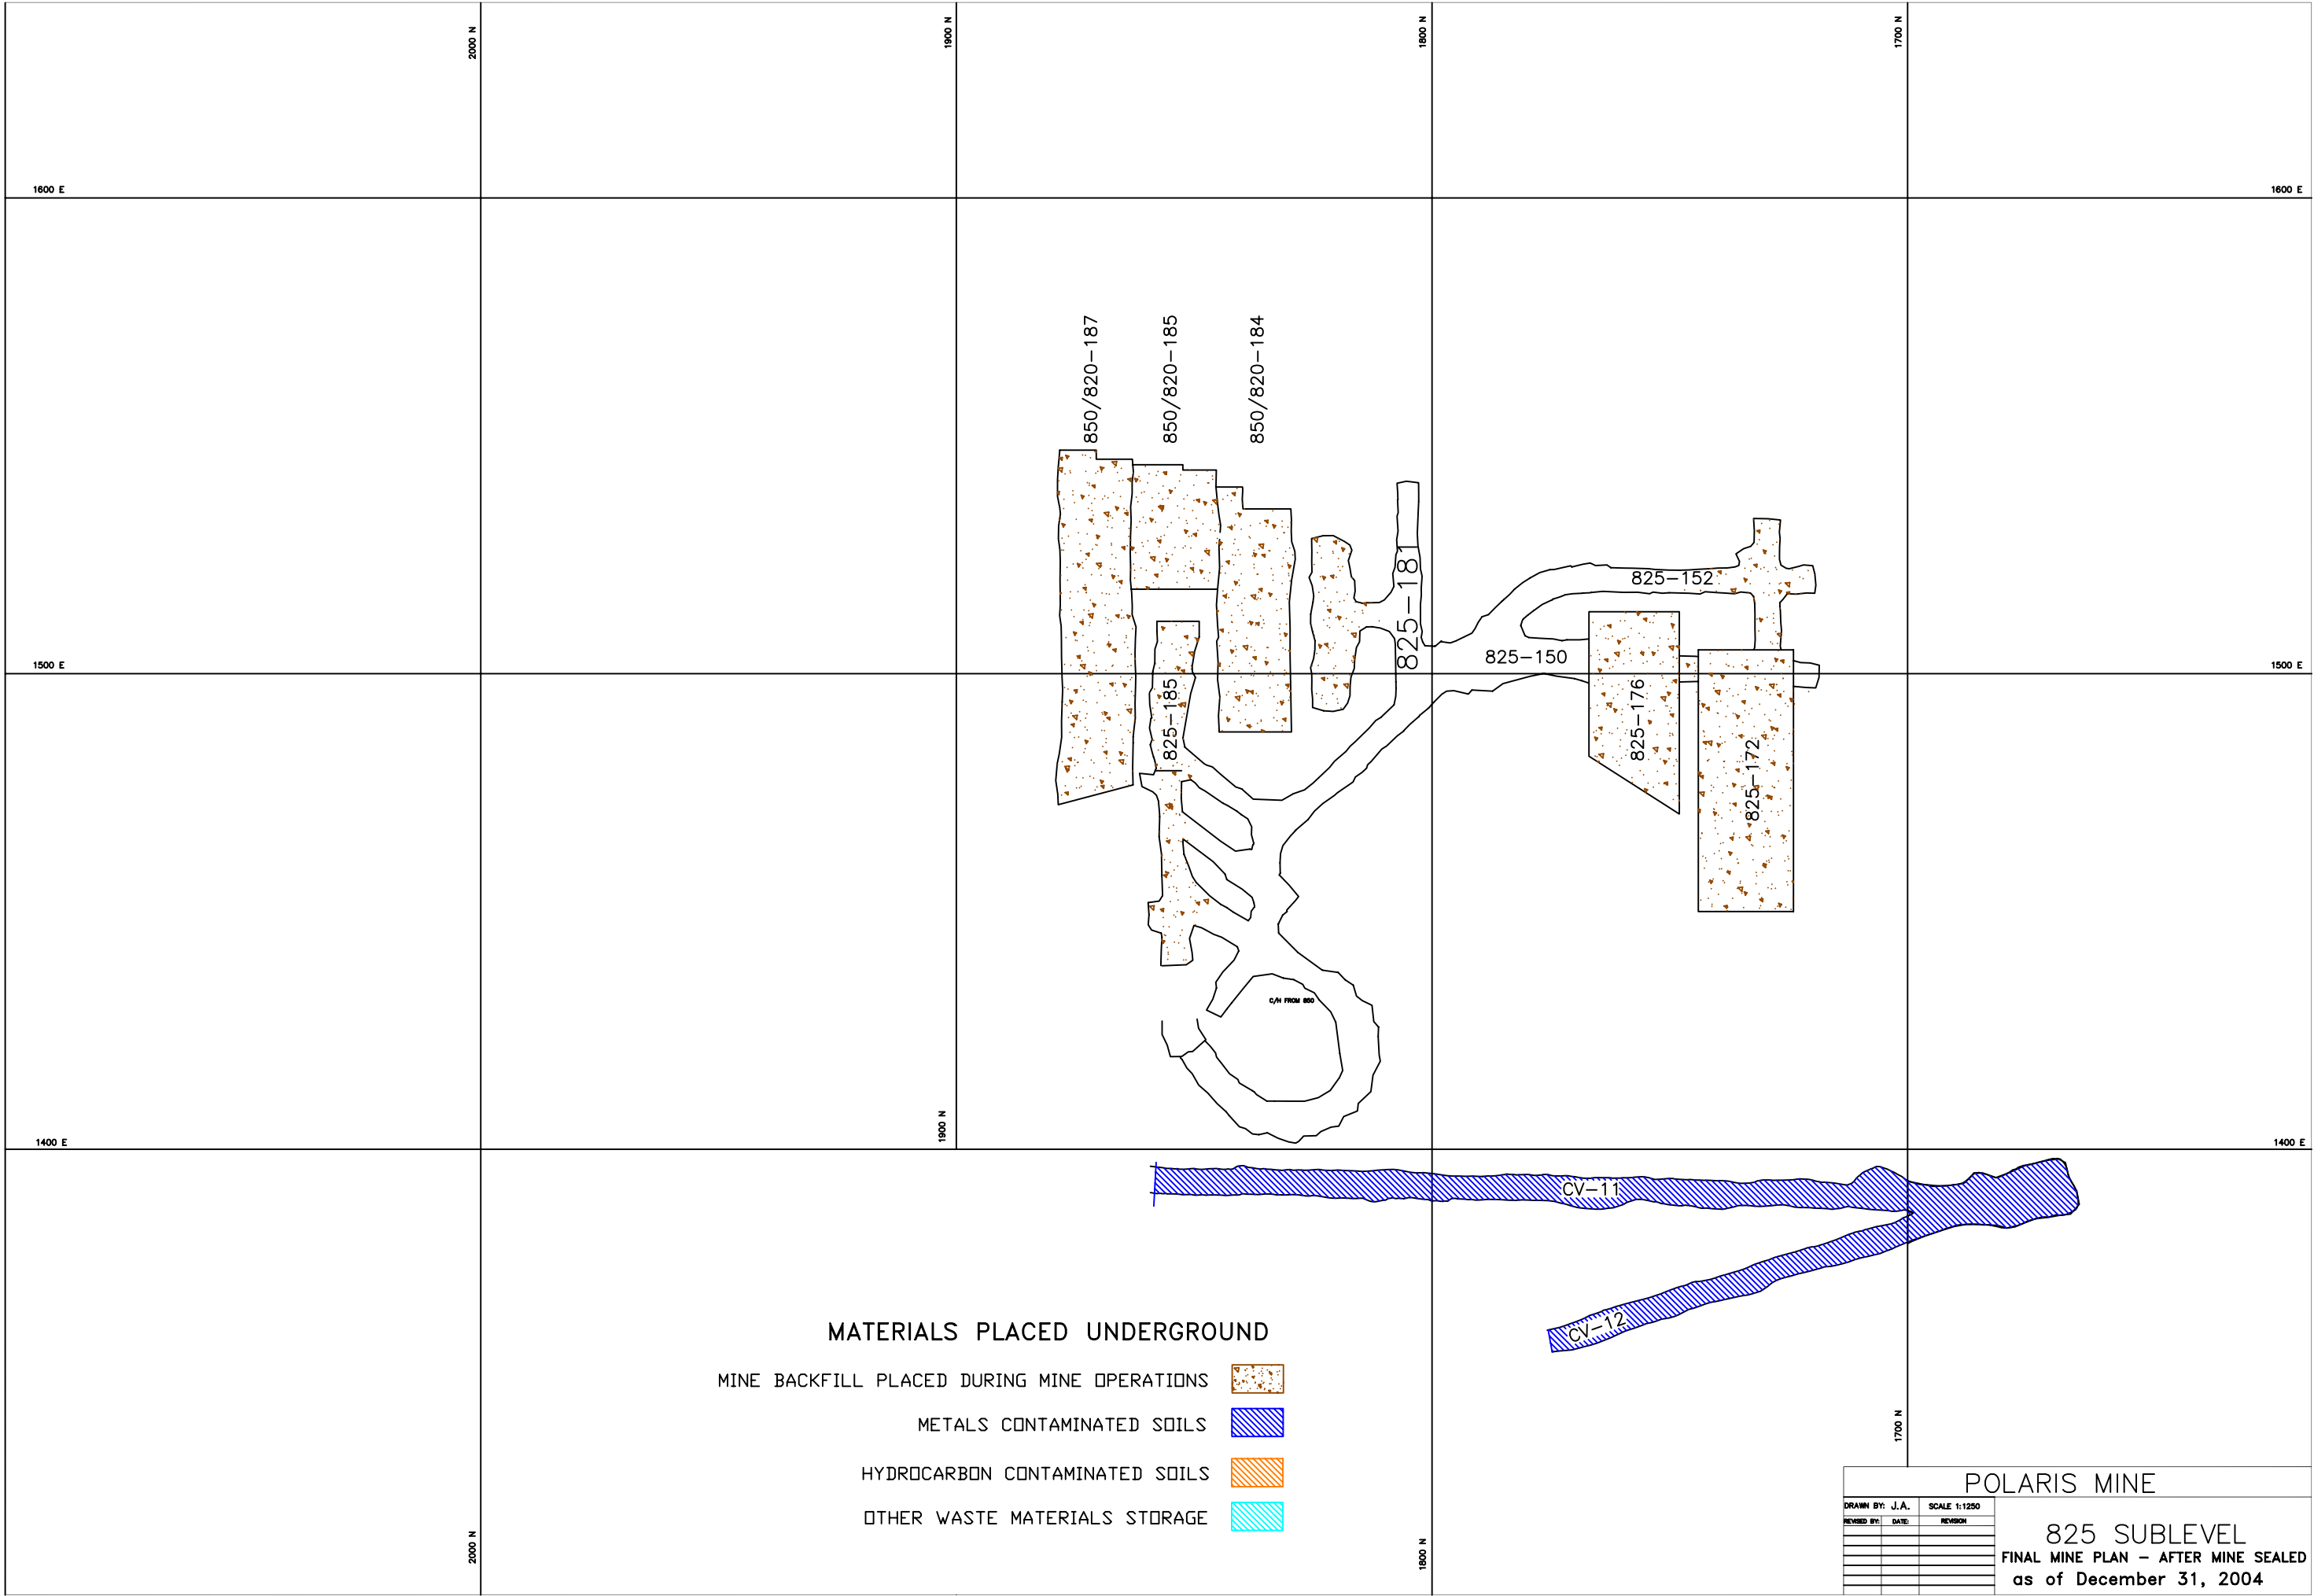 2000 N
1900 N
1800 N
1700 N
1600 E
1600 E
850/820-187
850/820-185
850/820-184
825-181
825-152
825-150
1500 E
1500 E
825-185
825-176
825-172
C/H FROM 850
1900 N
1400 E
1400 E
CV-11
CV-12
MATERIALS PLACED UNDERGROUND
MINE BACKFILL PLACED DURING MINE OPERATIONS
METALS CONTAMINATED SOILS
HYDROCARBON CONTAMINATED SOILS
OTHER WASTE MATERIALS STORAGE
2000 N
1800 N
1700 N
POLARIS MINE
DRAWN BY: J.A.
SCALE 1:1250
REVISED BY:
DATE:
REVISION
825 SUBLEVEL
FINAL MINE PLAN - AFTER MINE SEALED
as of December 31, 2004